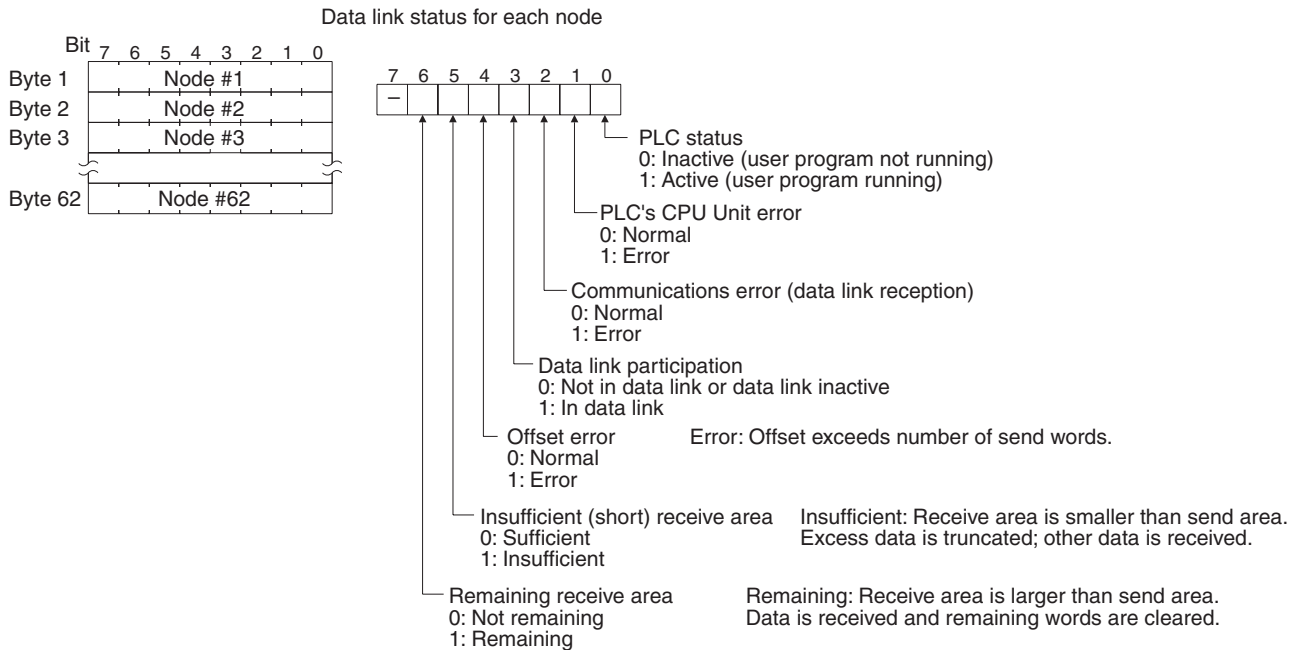 Data link status for each node
Bit 7 6 5 4 3 2 1 0
Byte 1 Node #1
Byte 2 Node #2
Byte 3 Node #3
Byte 62 Node #62
7 6 5 4 3 2 1 0
–
PLC status
0: Inactive (user program not running)
1: Active (user program running)
PLC's CPU Unit error
0: Normal
1: Error
Communications error (data link reception)
0: Normal
1: Error
Data link participation
0: Not in data link or data link inactive
1: In data link
Offset error Error: Offset exceeds number of send words.
0: Normal
1: Error
Insufficient (short) receive area Insufficient: Receive area is smaller than send area.
0: Sufficient Excess data is truncated; other data is received.
1: Insufficient
Remaining receive area Remaining: Receive area is larger than send area.
0: Not remaining Data is received and remaining words are cleared.
1: Remaining